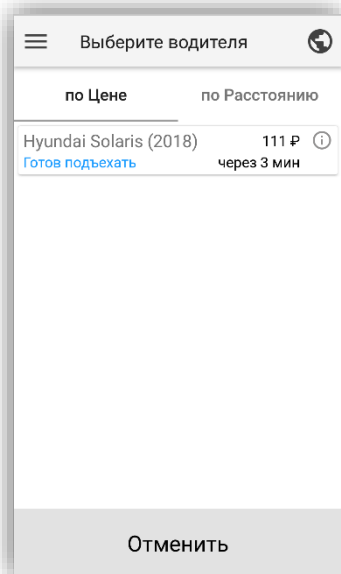 Выберите водителя
по Цене по Расстоянию
Hyundai Solaris (2018) 111 ₽
Готов подъехать через 3 мин
Отменить